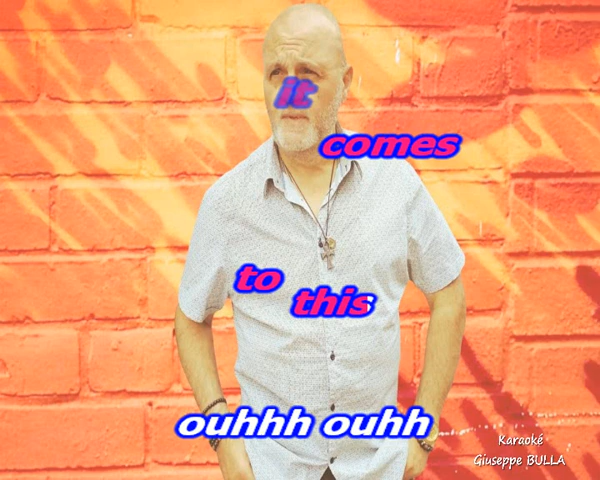 it
comes
to
this
ouhhh ouhh
Karaoké
Giuseppe BULLA